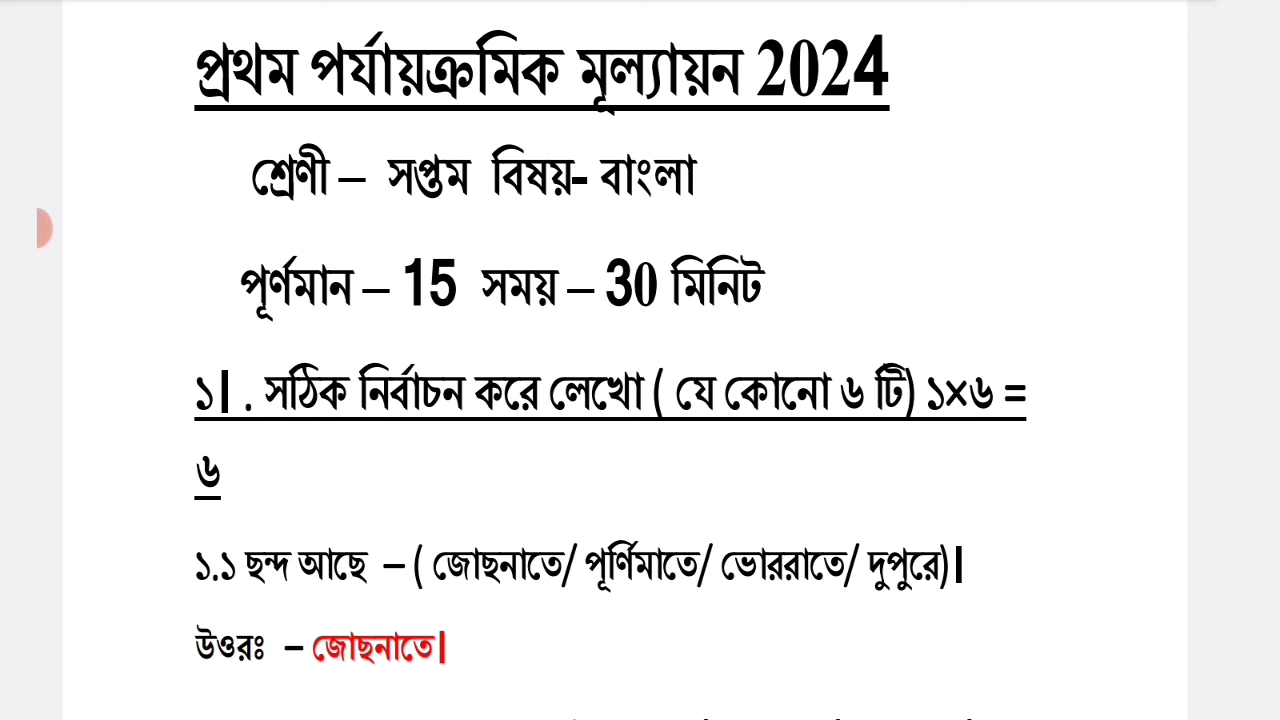 প্রথম পর্যায়ক্রমিক মূল্যায়ন 2024
শ্রেণী – সপ্তম বিষয়- বাংলা
পূর্ণমান – 15 সময় – 30 মিনিট
১| . সঠিক নির্বাচন করে লেখো ( যে কোনো ৬ টি) ১×৬ =
৬
১.১ ছন্দ আছে – ( জোছনাতে/ পূর্ণিমাতে/ ভোররাতে/ দুপুরে)|
উওরঃ – জোছনাতে|